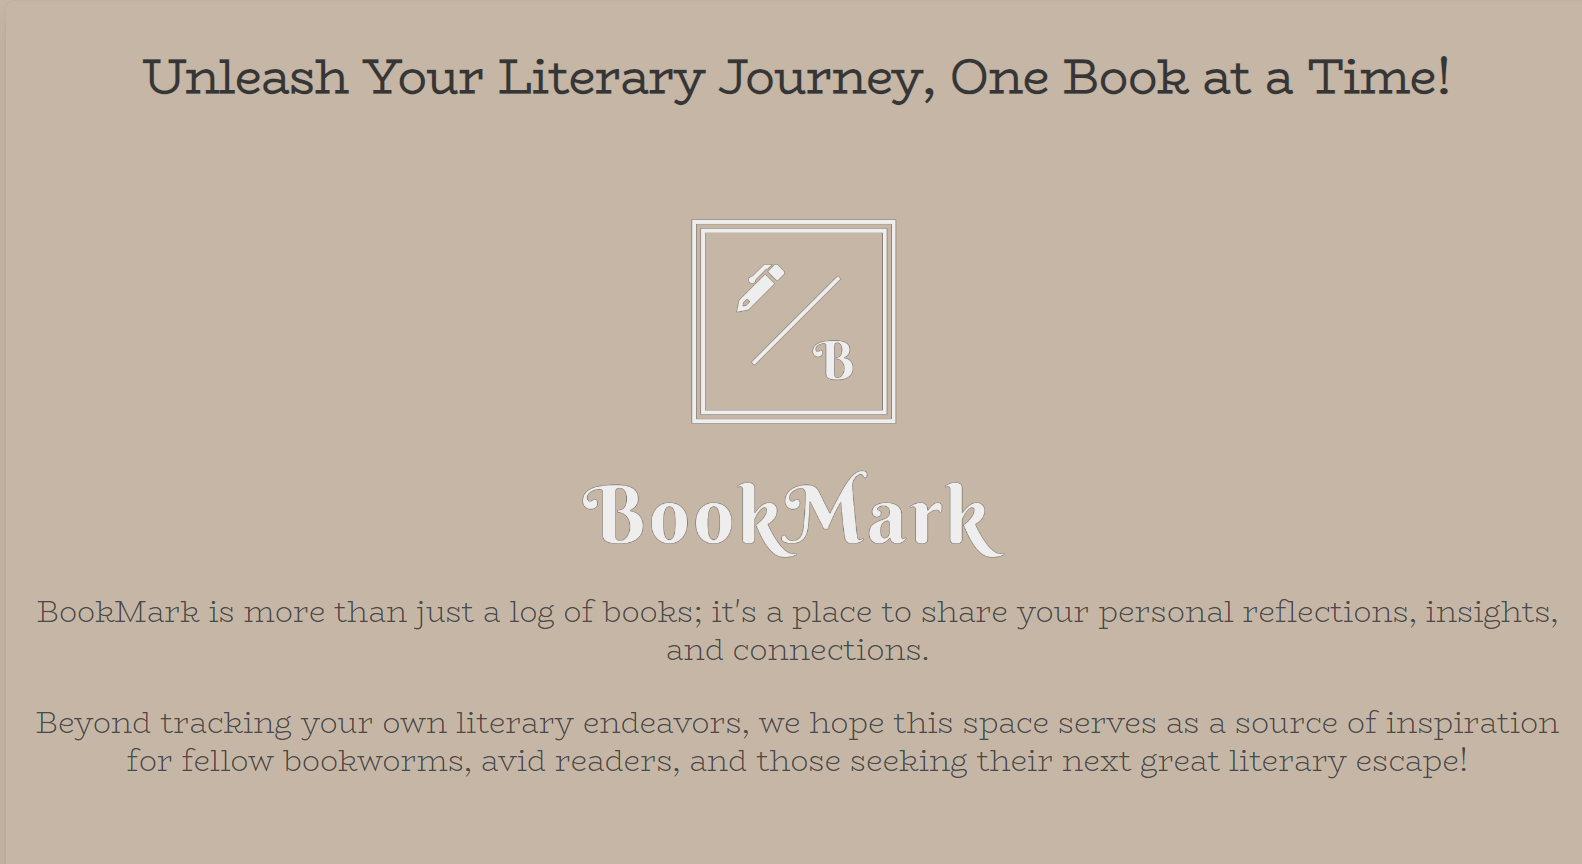 Unleash Your Literary Journey, One Book at a Time!
B
BookMark
BookMark is more than just a log of books; it's a place to share your personal reflections, insights,
and connections.
Beyond tracking your own literary endeavors, we hope this space serves as a source of inspiration
for fellow bookworms, avid readers, and those seeking their next great literary escape!